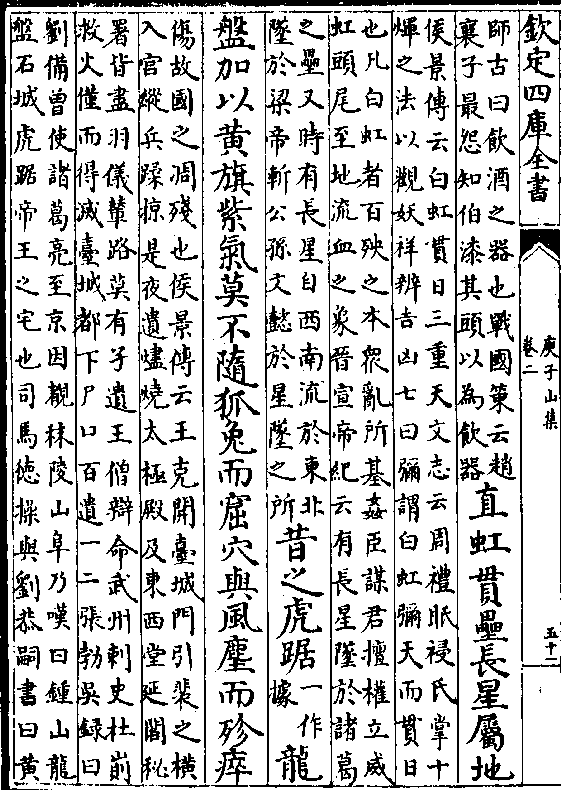 欽定四庫全書
庚子山集
卷二
五十二
師古曰飲酒之器也戰國策云趙
襄子最怨知伯漆其頭以為飲器
直虹貫壘長星屬地
侯景傳云白虹貫日三重天文志云周禮眂祲氏掌十
煇之法以觀妖祥辨吉凶七曰彌謂白虹彌天而貫日
也凡白虹者百殃之本衆亂所基姦臣謀君擅權立威
虹頭尾至地流血之象晉宣帝紀云有長星墜於諸葛
之壘又時有長星自西南流於東北
墜於梁帝斬公孫文懿於星墜之所
昔之虎踞一作據龍
盤加以黄旗紫氣莫不隨狐兔而窟穴與風塵而殄瘁
傷故國之凋殘也侯景傳云王克開臺城門引裴之横
入宮縱兵蹂掠是夜遺燼燒太極殿及東西堂延閣秘
署皆盡羽儀輦路莫有孑遺王僧辯命武州刺史杜崱
救火僅而得滅臺城都下户口百遺一二張勃吳録曰
劉備曾使諸葛亮至京因觀秣陵山阜乃嘆曰鍾山龍
盤石城虎踞帝王之宅也司馬德操與劉恭嗣書曰黄